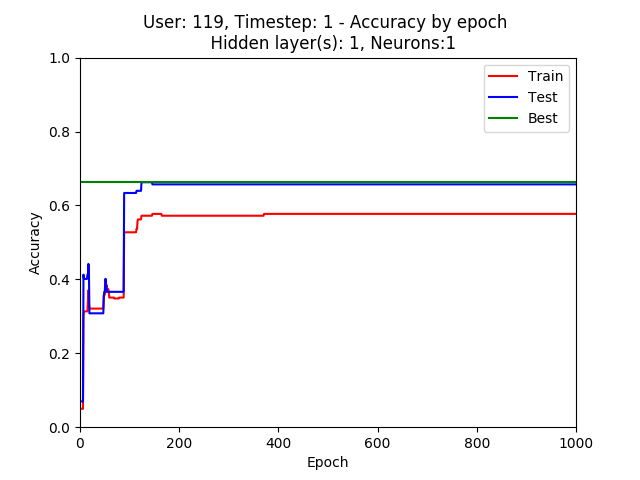 User: 119, Timestep: 1 - Accuracy by epoch
Hidden layer(s): 1, Neurons:1
1.0
0.8
0.6
0.4
0.2
0.0
Accuracy
Train
Test
Best
0 200 400 600 800 1000
Epoch